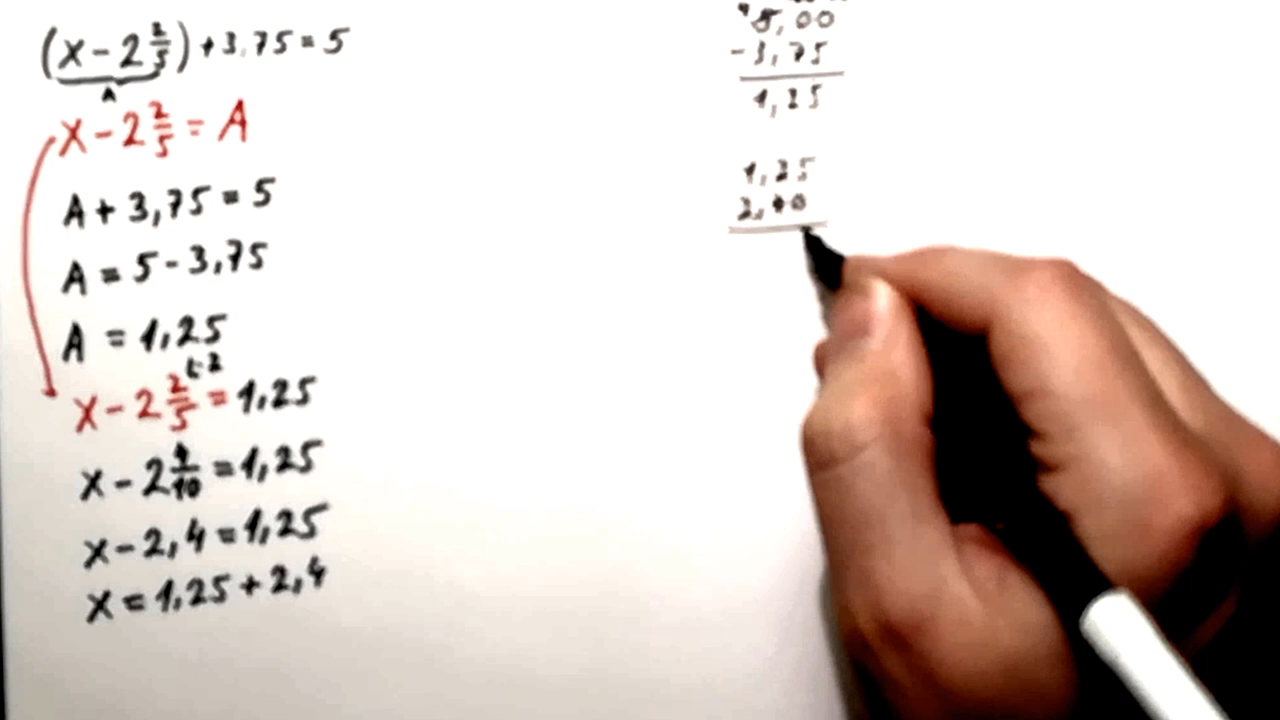 (x - 2 2/5) + 3,75 = 5
A
x - 2 2/5 = A
A + 3,75 = 5
A = 5 - 3,75
A = 1,25
x - 2 2/5 = 1,25
x - 2 4/10 = 1,25
x - 2,4 = 1,25
x = 1,25 + 2,4
5,00
- 3,75
1,25
1,25
2,40